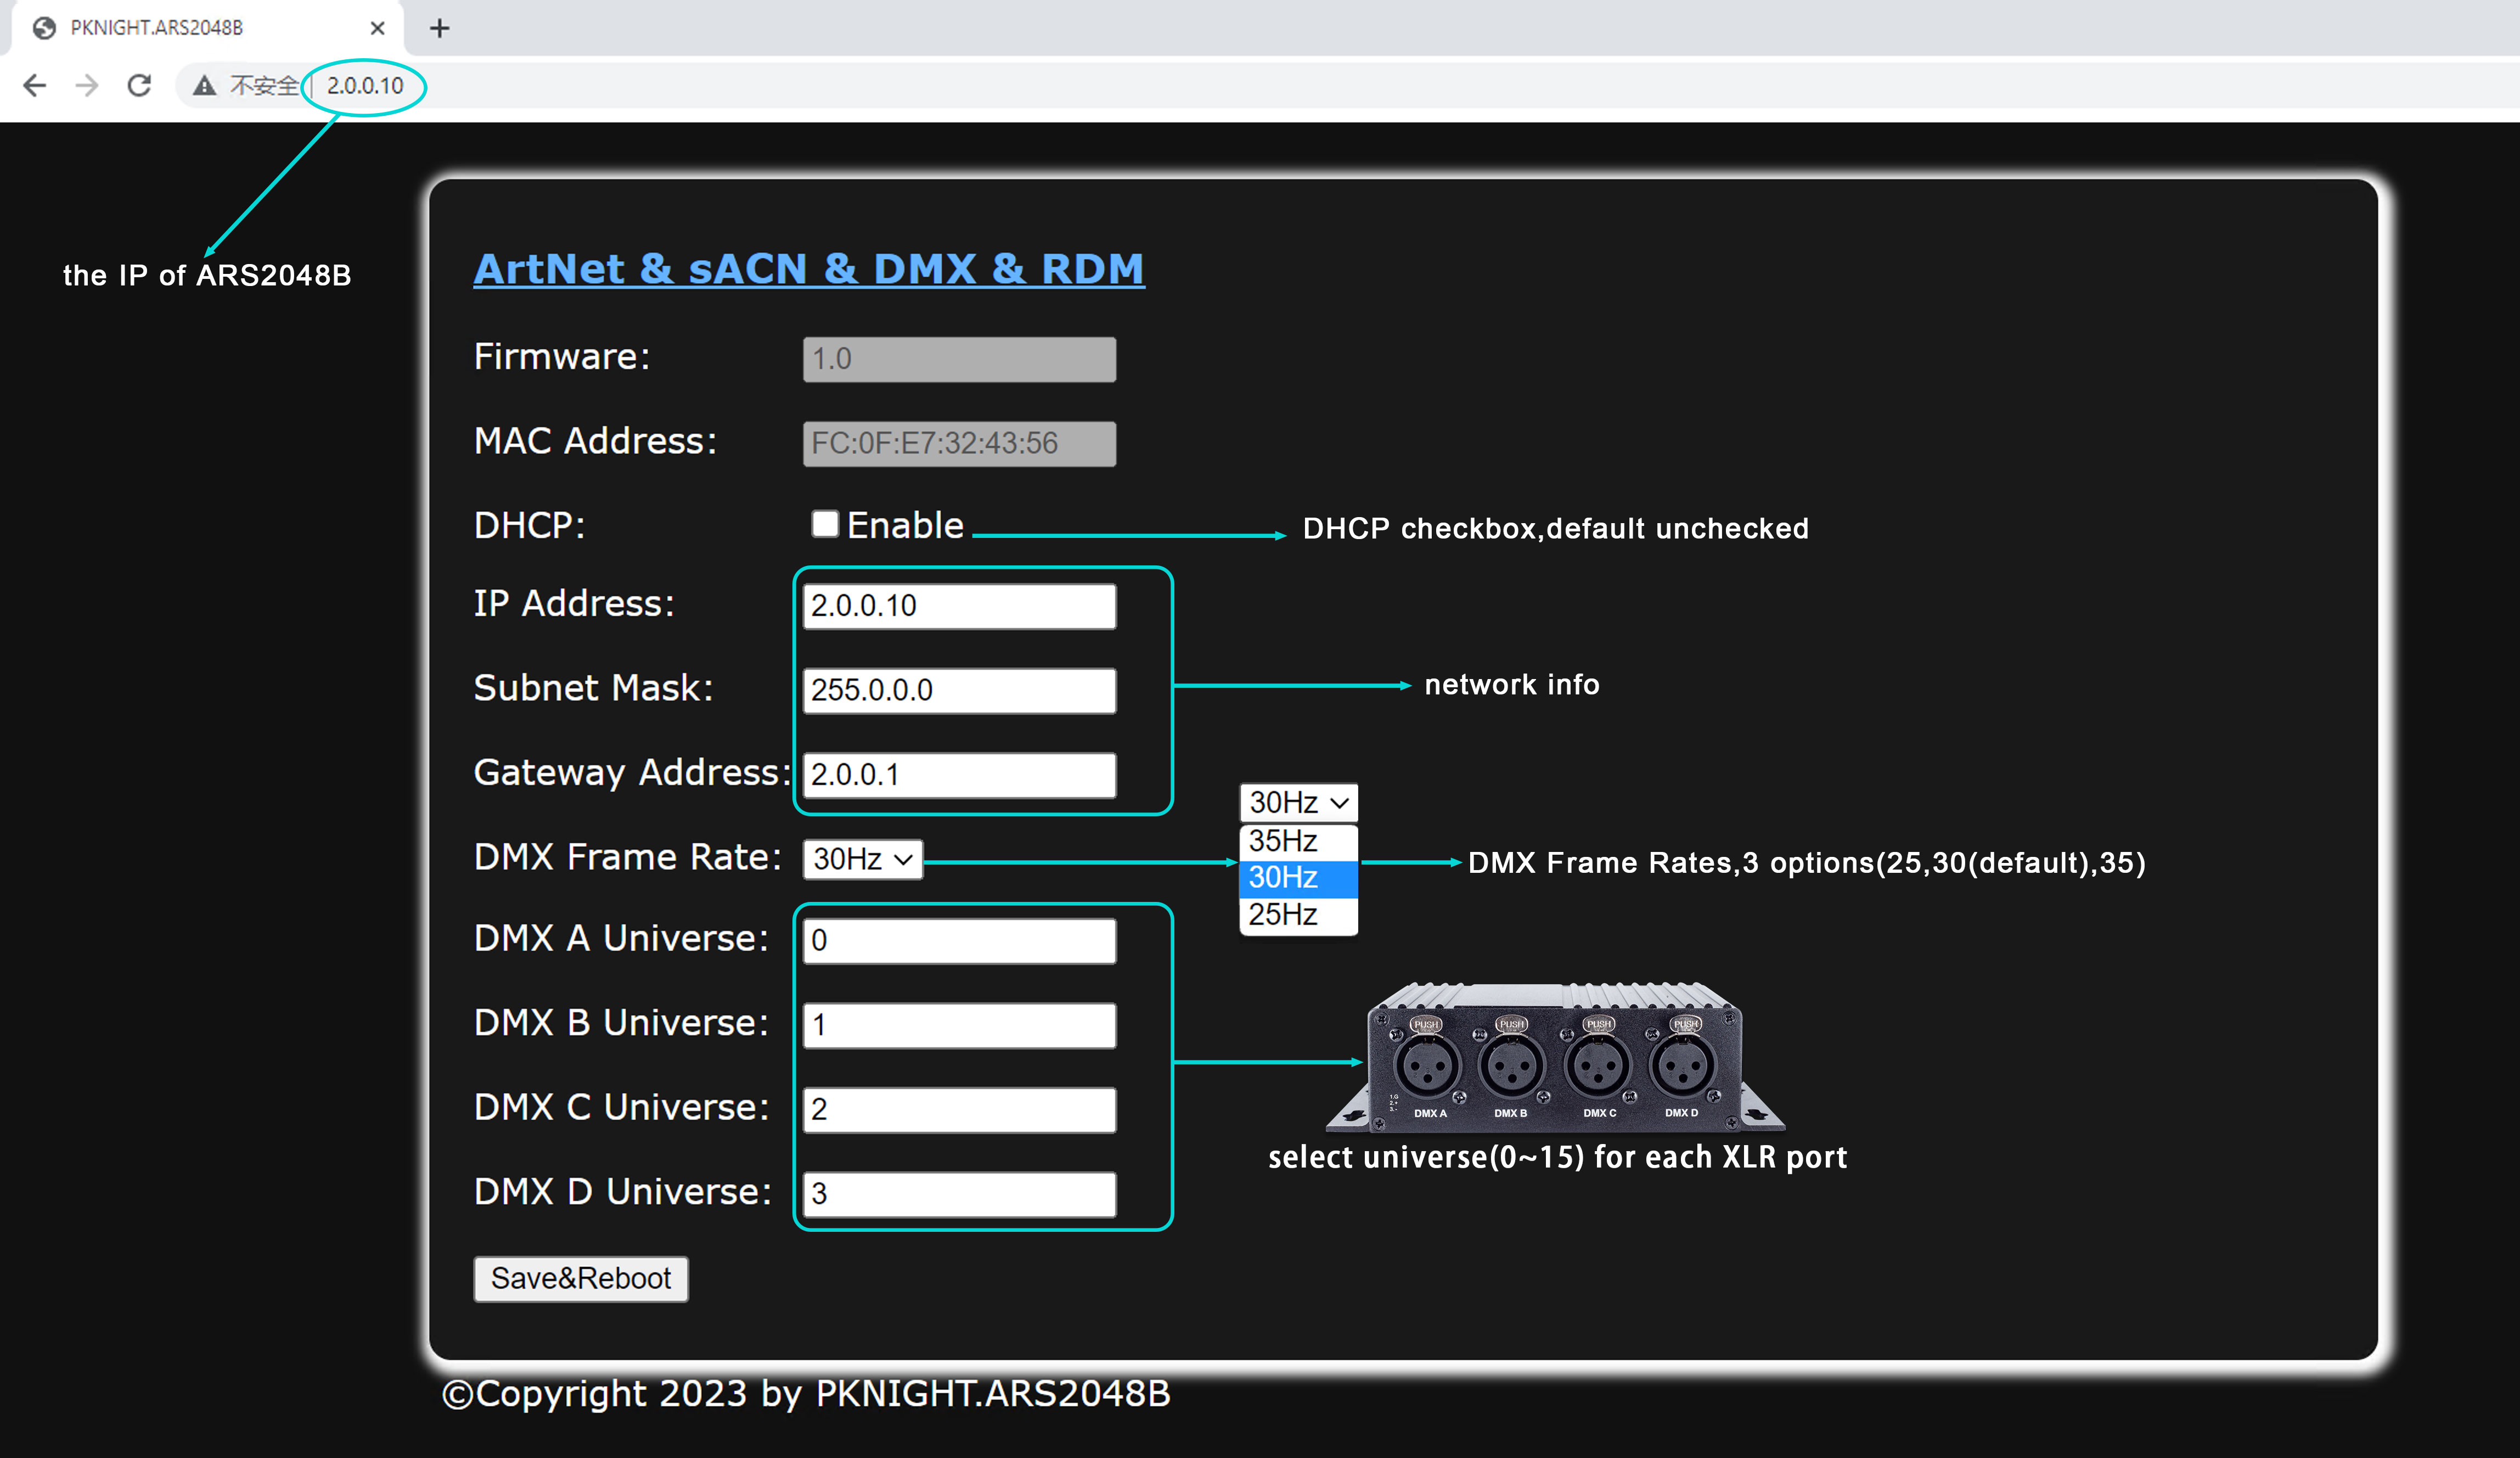 PKNIGHT.ARS2048B
不安全 | 2.0.0.10
the IP of ARS2048B
ArtNet & sACN & DMX & RDM
Firmware: 1.0
MAC Address: FC:0F:E7:32:43:56
DHCP: Enable
DHCP checkbox,default unchecked
IP Address: 2.0.0.10
Subnet Mask: 255.0.0.0
network info
Gateway Address: 2.0.0.1
DMX Frame Rate: 30Hz
30Hz
35Hz
30Hz
25Hz
DMX Frame Rates,3 options(25,30(default),35)
DMX A Universe: 0
DMX B Universe: 1
DMX C Universe: 2
DMX D Universe: 3
PUSH PUSH PUSH PUSH
1.G
2.+
3.-
DMX A DMX B DMX C DMX D
select universe(0~15) for each XLR port
Save&Reboot
©Copyright 2023 by PKNIGHT.ARS2048B